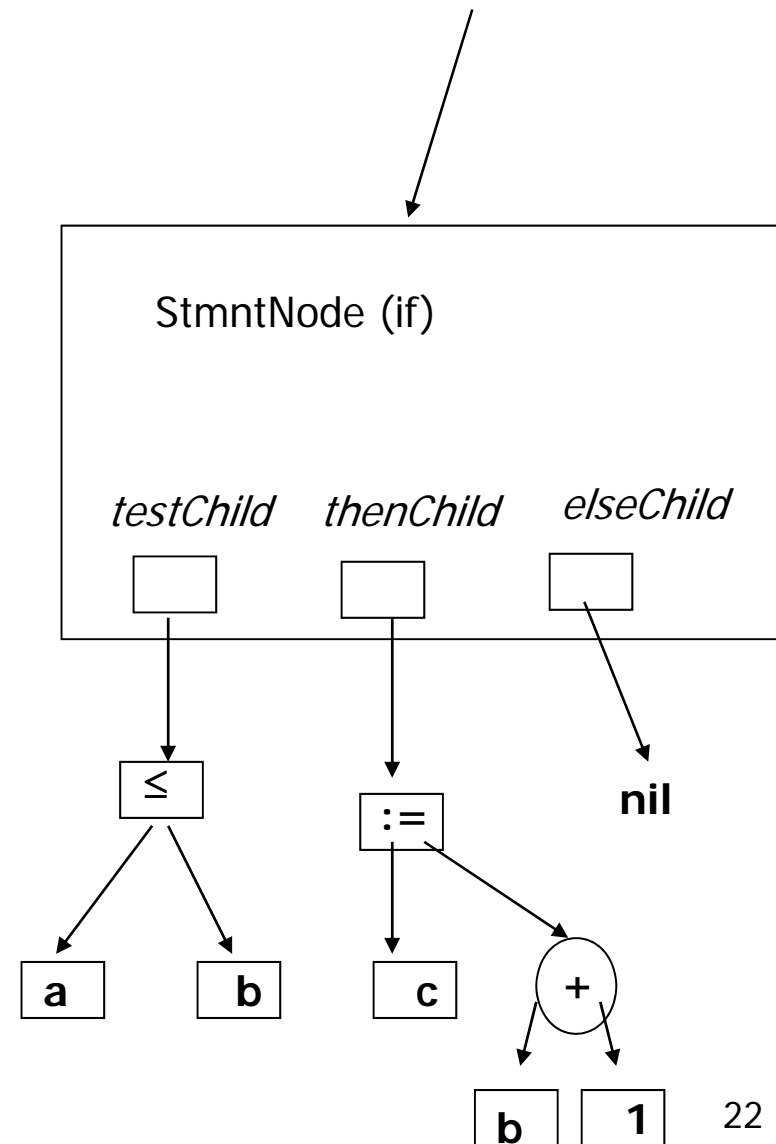 StmntNode (if)
testChild thenChild elseChild
≤ := nil
a b c +
b 1 22